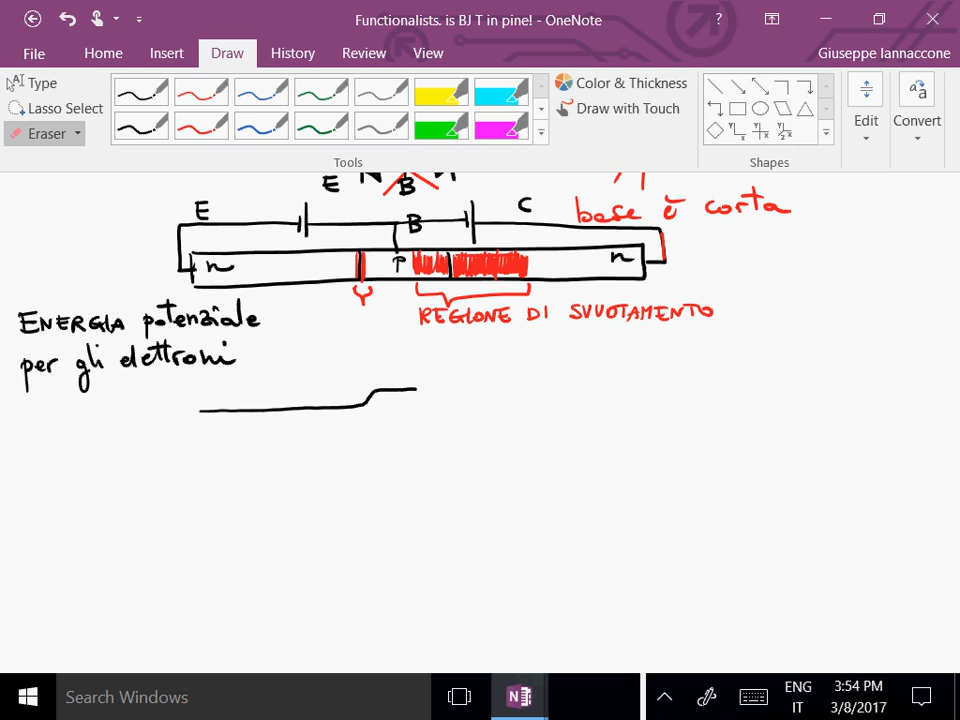 Functionalists. is BJ T in pine! - OneNote
?
File
Home
Insert
Draw
History
Review
View
Giuseppe Iannaccone
Type
Lasso Select
Eraser
Color & Thickness
Draw with Touch
Edit
Convert
Tools
Shapes
E B
E B C
base è corta
n P n
REGIONE DI SVUOTAMENTO
ENERGIA potenziale
per gli elettroni
Search Windows
ENG
IT
3:54 PM
3/8/2017